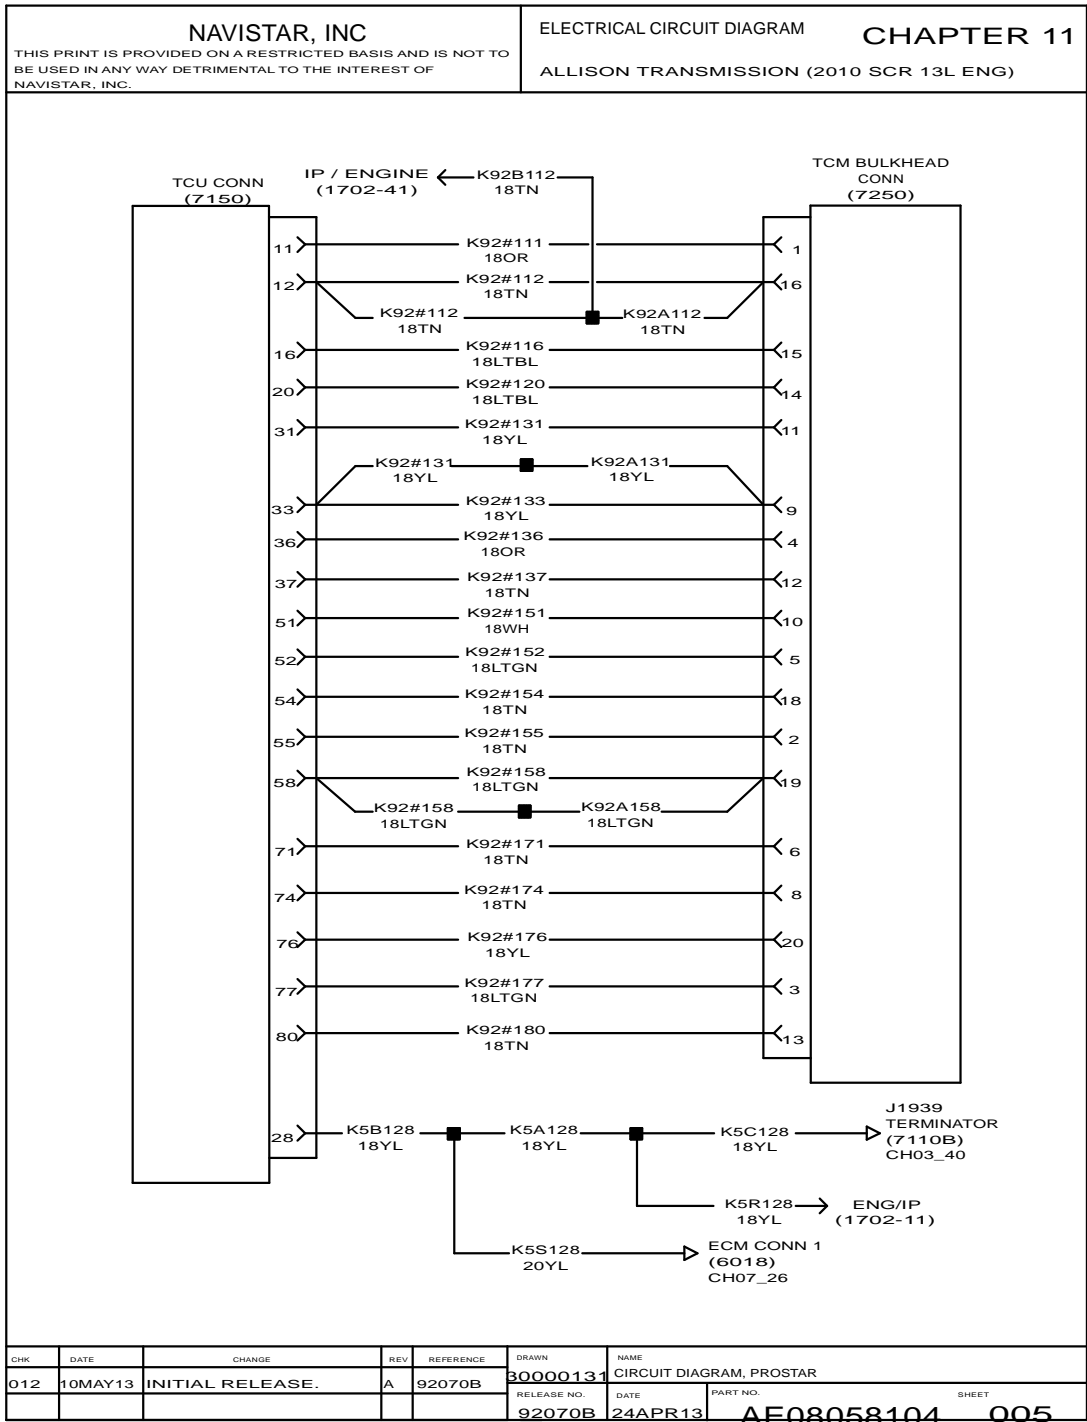 NAVISTAR, INC
THIS PRINT IS PROVIDED ON A RESTRICTED BASIS AND IS NOT TO
BE USED IN ANY WAY DETRIMENTAL TO THE INTEREST OF
NAVISTAR, INC.
ELECTRICAL CIRCUIT DIAGRAM
CHAPTER 11
ALLISON TRANSMISSION (2010 SCR 13L ENG)
TCU CONN
(7150)
IP / ENGINE
(1702-41)
K92B112
18TN
TCM BULKHEAD
CONN
(7250)
11
K92#111
18OR
1
12
K92#112
18TN
16
K92#112
18TN
K92A112
18TN
16
K92#116
18LTBL
15
20
K92#120
18LTBL
14
31
K92#131
18YL
11
K92#131
18YL
K92A131
18YL
33
K92#133
18YL
9
36
K92#136
18OR
4
37
K92#137
18TN
12
51
K92#151
18WH
10
52
K92#152
18LTGN
5
54
K92#154
18TN
18
55
K92#155
18TN
2
58
K92#158
18LTGN
19
K92#158
18LTGN
K92A158
18LTGN
71
K92#171
18TN
6
74
K92#174
18TN
8
76
K92#176
18YL
20
77
K92#177
18LTGN
3
80
K92#180
18TN
13
28
K5B128
18YL
K5A128
18YL
K5C128
18YL
J1939
TERMINATOR
(7110B)
CH03_40
K5R128
18YL
ENG/IP
(1702-11)
K5S128
20YL
ECM CONN 1
(6018)
CH07_26
CHK DATE CHANGE REV REFERENCE
012 10MAY13 INITIAL RELEASE. A 92070B
DRAWN
30000131
NAME
CIRCUIT DIAGRAM, PROSTAR
RELEASE NO.
92070B
DATE
24APR13
PART NO.
AE08058104
SHEET
005